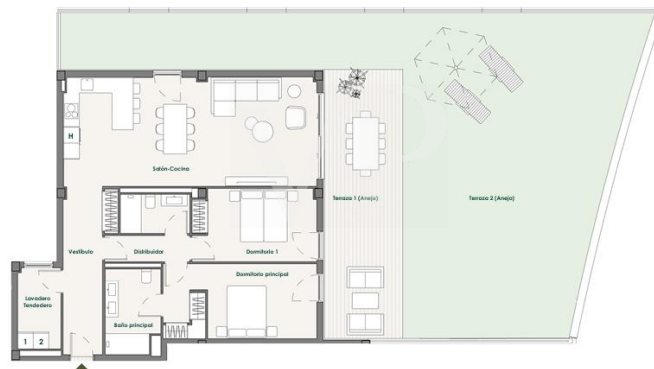 H
Salón-Cocina
Terraza 1 (Anejo)
Terraza 2 (Anejo)
Vestíbulo
Distribuidor
Dormitorio 1
Dormitorio principal
Lavadero
Tendedero
Baño principal
1 2